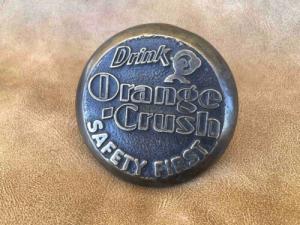 Drink
Orange
-Crush
SAFETY FIRST